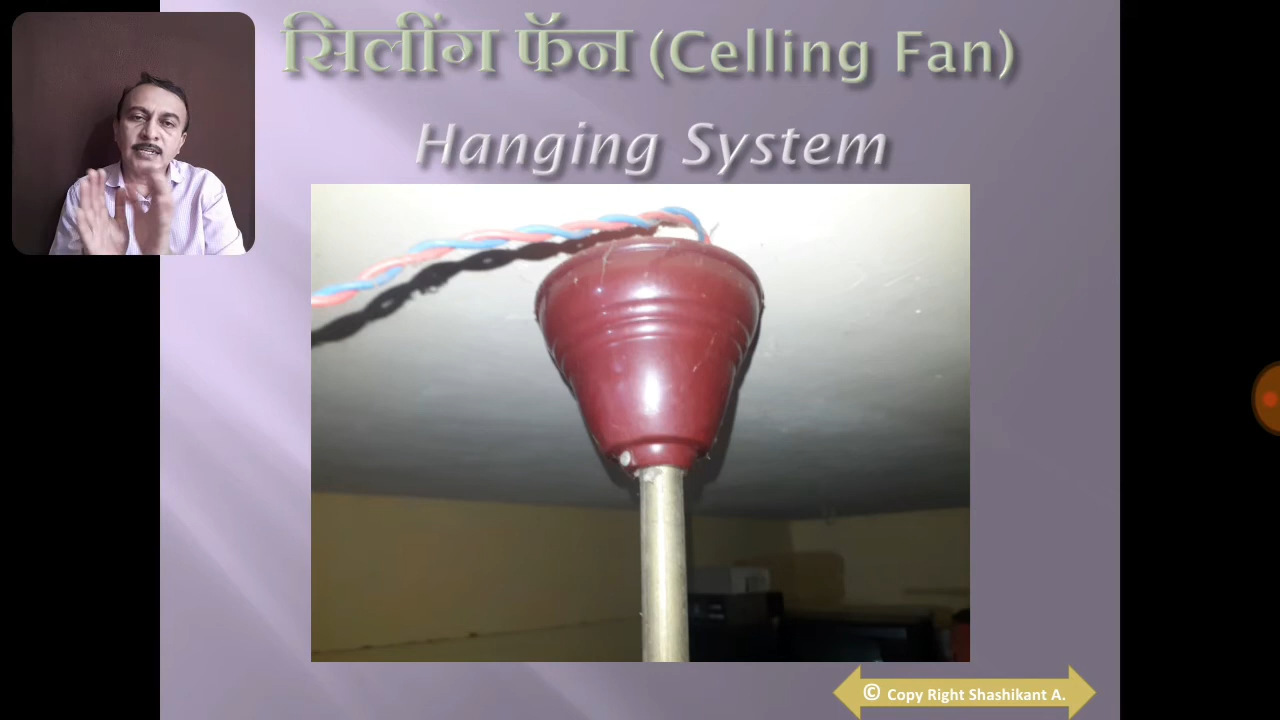 सिलींग फॅन (Celling Fan)
Hanging System
© Copy Right Shashikant A.